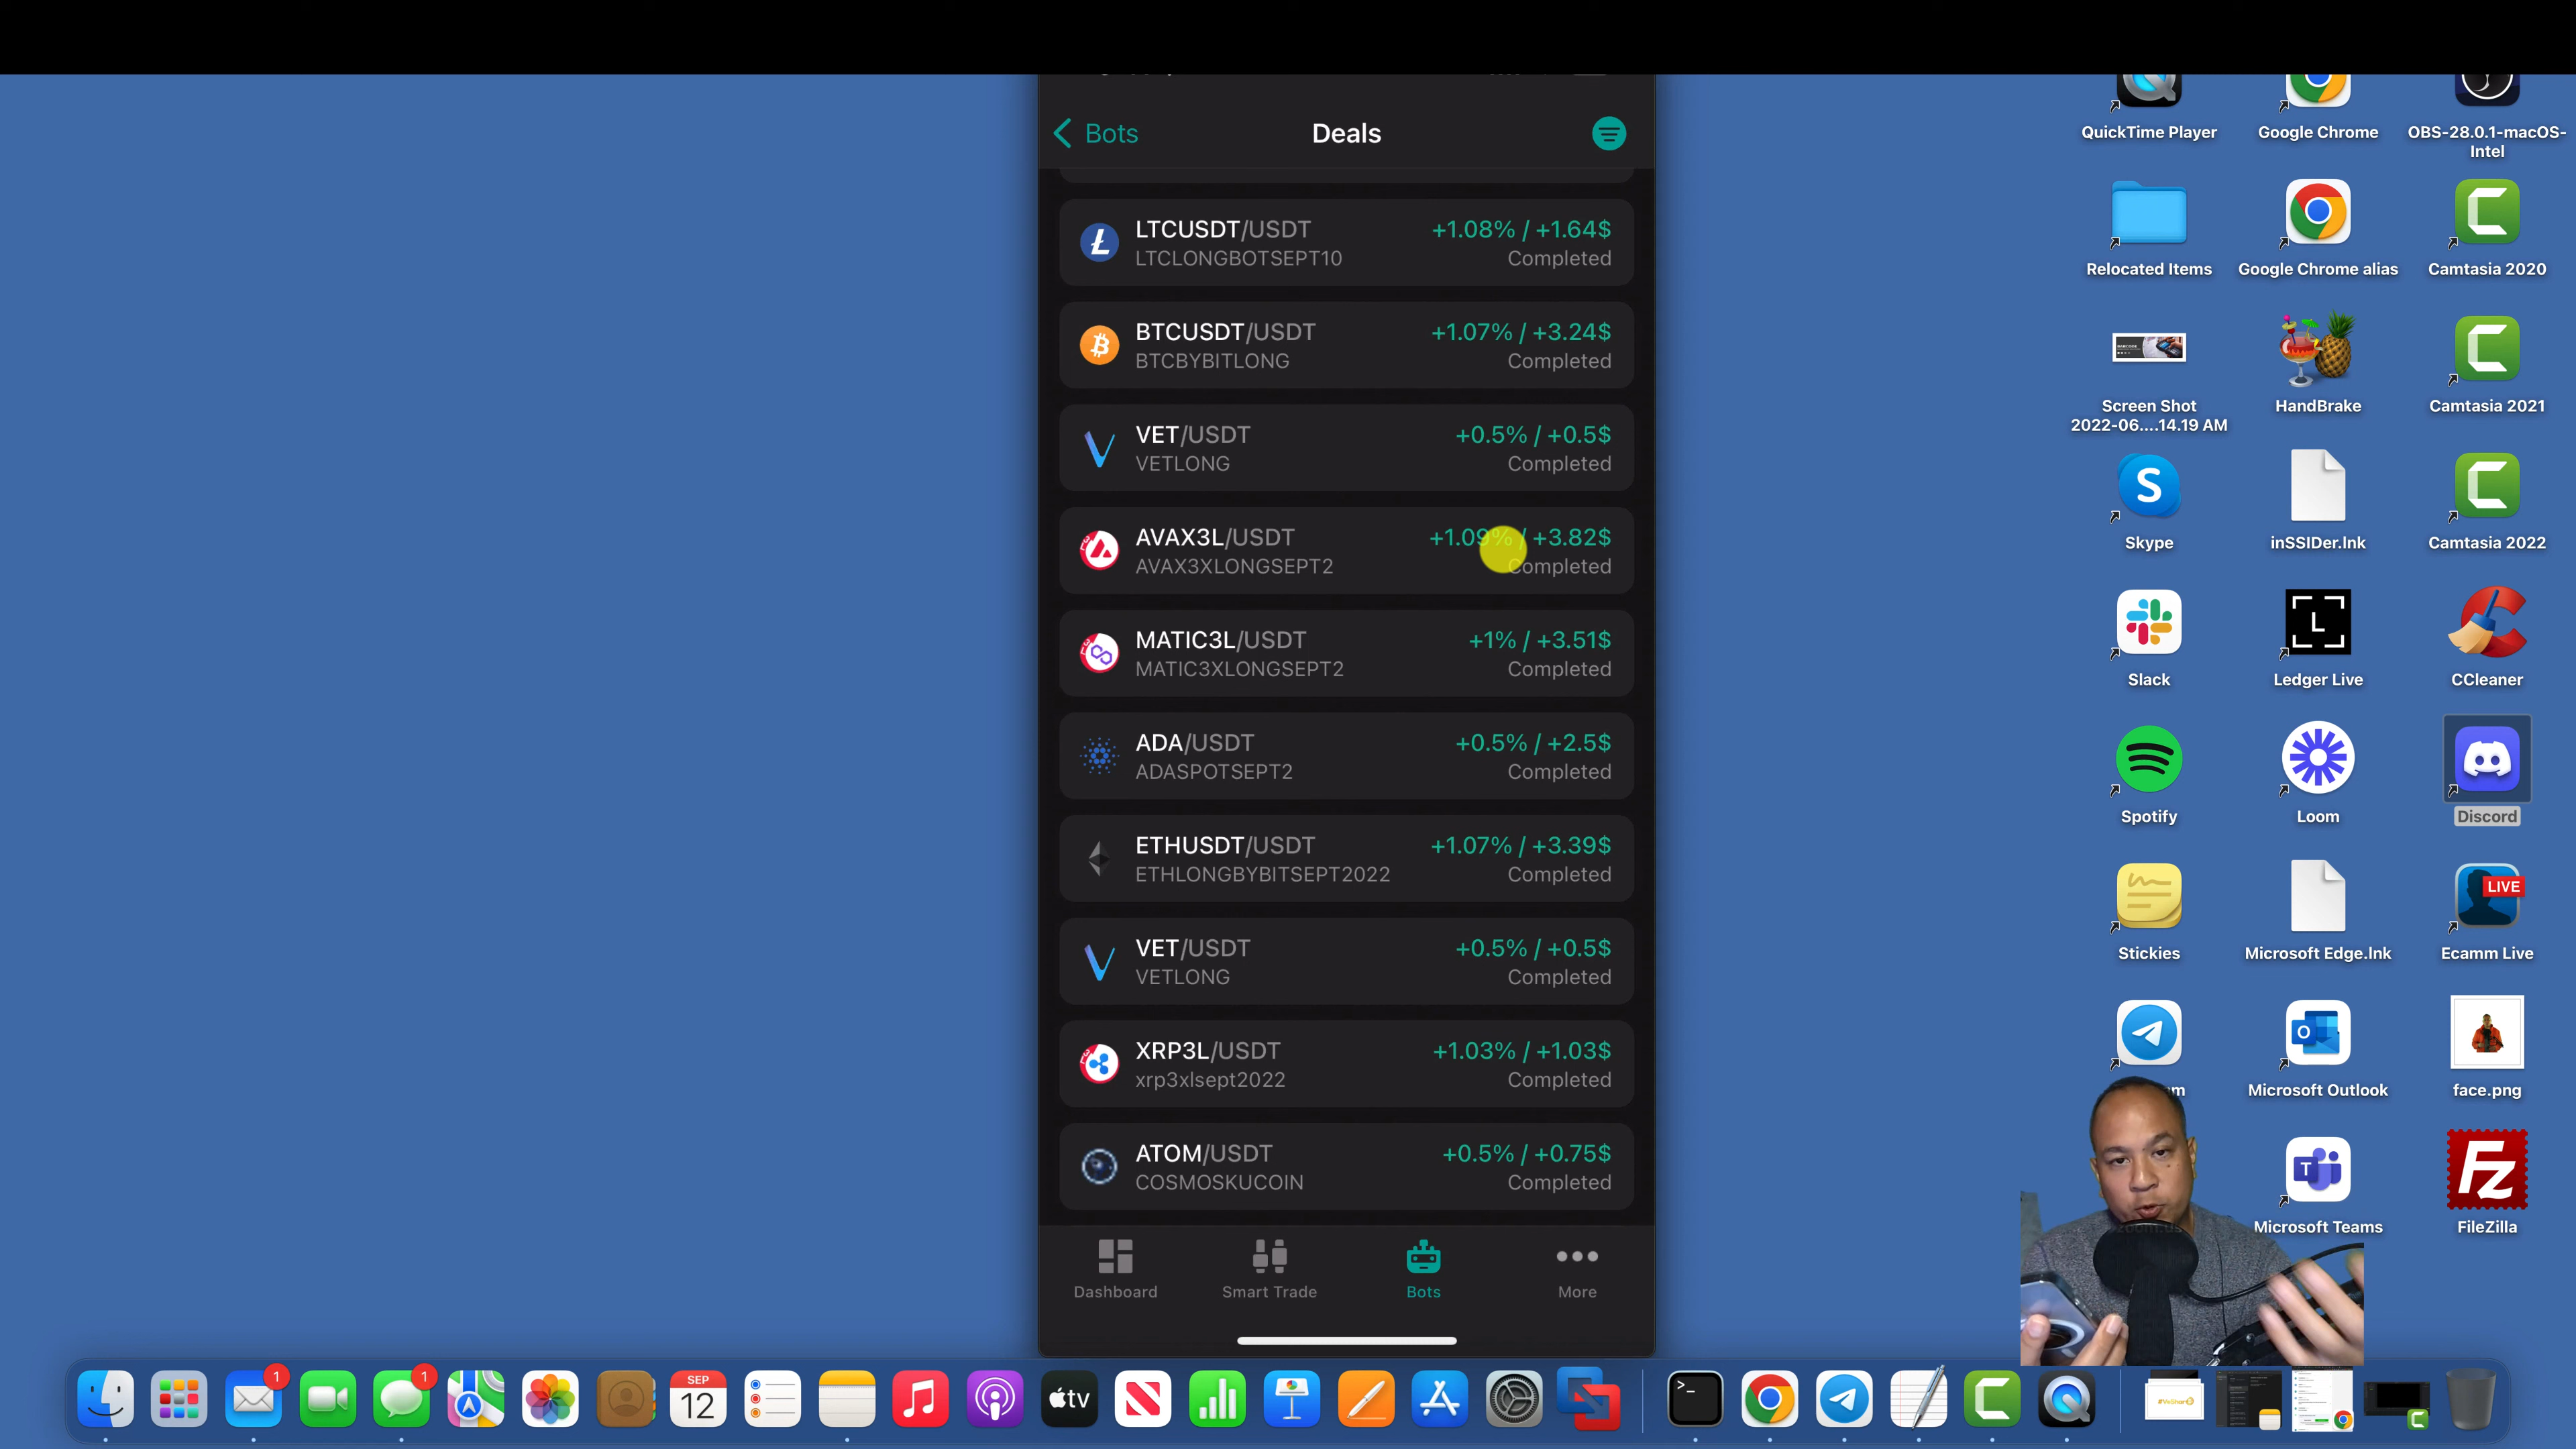 Bots
Deals
LTCUSDT/USDT
+1.08% / +1.64$
LTCLONGBOTSEPT10
Completed
BTCUSDT/USDT
+1.07% / +3.24$
BTCBYBITLONG
Completed
VET/USDT
+0.5% / +0.5$
VETLONG
Completed
AVAX3L/USDT
+1.09% / +3.82$
AVAX3XLONGSEPT2
Completed
MATIC3L/USDT
+1% / +3.51$
MATIC3XLONGSEPT2
Completed
ADA/USDT
+0.5% / +2.5$
ADASPOTSEPT2
Completed
ETHUSDT/USDT
+1.07% / +3.39$
ETHLONGBYBITSEPT2022
Completed
VET/USDT
+0.5% / +0.5$
VETLONG
Completed
XRP3L/USDT
+1.03% / +1.03$
xrp3xlsept2022
Completed
ATOM/USDT
+0.5% / +0.75$
COSMOSKUCOIN
Completed
Dashboard
Smart Trade
Bots
More
QuickTime Player
Google Chrome
OBS-28.0.1-macOS-
Intel
Relocated Items
Google Chrome alias
Camtasia 2020
Screen Shot
2022-06....14.19 AM
HandBrake
Camtasia 2021
Skype
inSSIDer.lnk
Camtasia 2022
Slack
Ledger Live
CCleaner
Spotify
Loom
Discord
LIVE
Stickies
Microsoft Edge.lnk
Ecamm Live
Microsoft Outlook
face.png
Microsoft Teams
FileZilla
1
1
SEP
12
tv